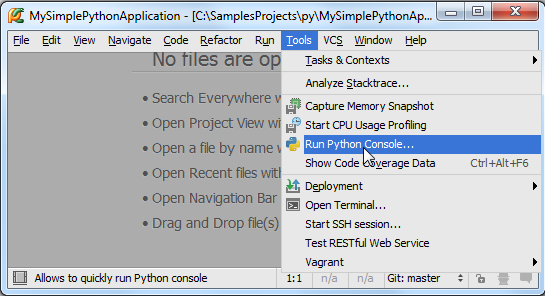 MySimplePythonApplication - [C:\SamplesProjects\py\MySimplePythonAp...
File Edit View Navigate Code Refactor Run Tools VCS Window Help
No files are op
• Search Everywhere w
• Open Project View wi
• Open a file by name w
• Open Recent files with
• Open Navigation Bar
• Drag and Drop file(s)
Tasks & Contexts
Analyze Stacktrace...
Capture Memory Snapshot
Start CPU Usage Profiling
Run Python Console...
Show Code Coverage Data Ctrl+Alt+F6
Deployment
Open Terminal...
Start SSH session...
Test RESTful Web Service
Vagrant
Allows to quickly run Python console 1:1 n/a n/a Git: master